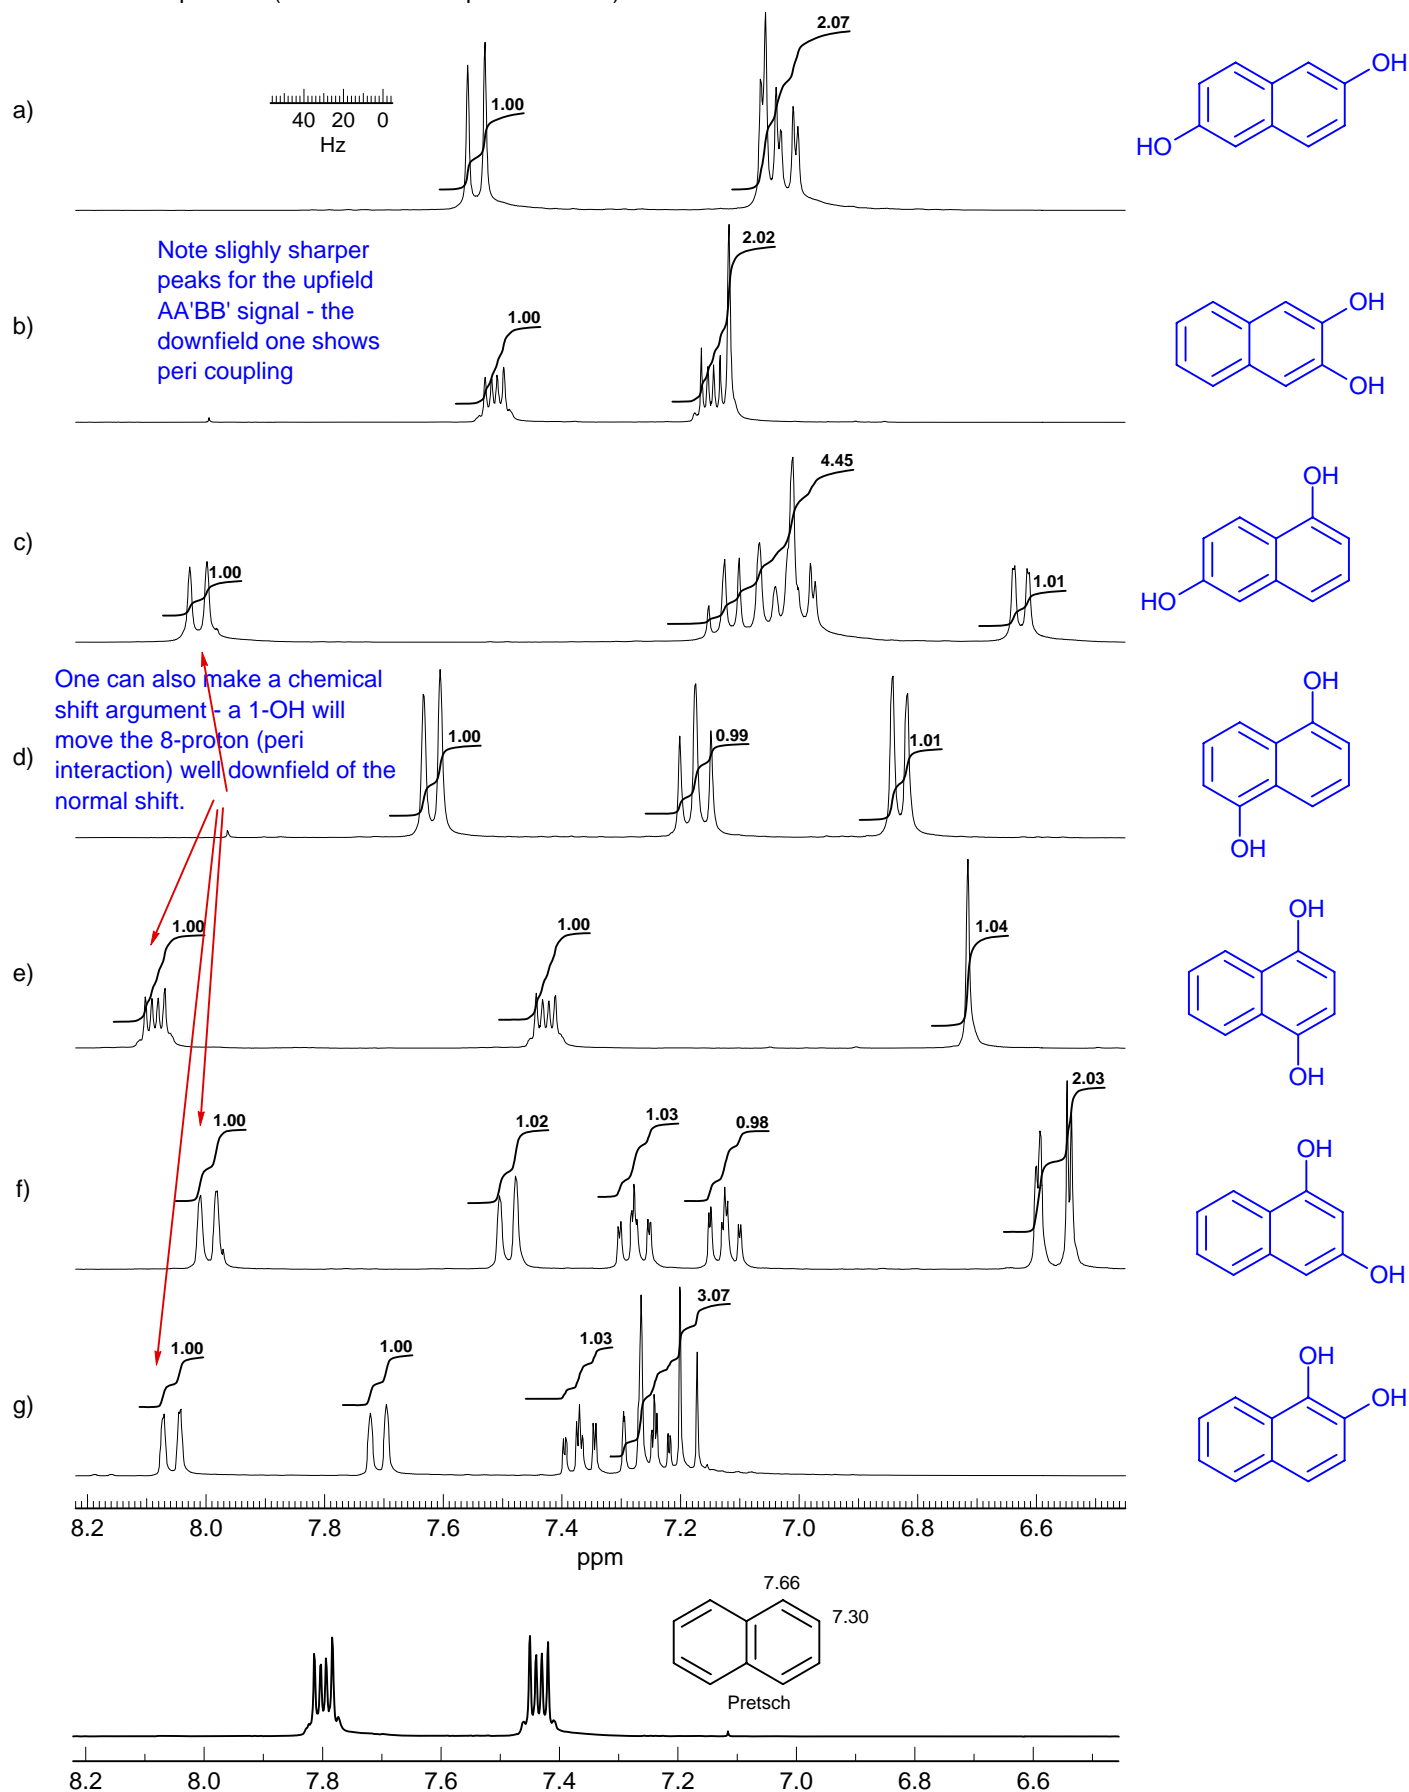 a)
40 20 0
Hz
1.00
2.07
OH
HO
Note slighly sharper
peaks for the upfield
AA'BB' signal - the
downfield one shows
peri coupling
b)
1.00
2.02
OH
OH
c)
1.00
4.45
1.01
OH
HO
One can also make a chemical
shift argument - a 1-OH will
move the 8-proton (peri
interaction) well downfield of the
normal shift.
d)
1.00
0.99
1.01
OH
OH
e)
1.00
1.00
1.04
OH
OH
f)
1.00
1.02
1.03
0.98
2.03
OH
OH
g)
1.00
1.00
1.03
3.07
OH
OH
8.2 8.0 7.8 7.6 7.4 7.2 7.0 6.8 6.6
ppm
7.66
7.30
Pretsch
8.2 8.0 7.8 7.6 7.4 7.2 7.0 6.8 6.6